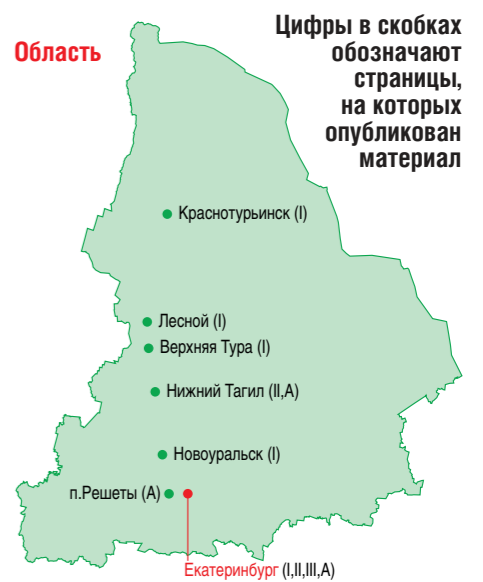 Область
Цифры в скобках
обозначают
страницы,
на которых
опубликован
материал
Краснотурьинск (I)
Лесной (I)
Верхняя Тура (I)
Нижний Тагил (II,А)
Новоуральск (I)
п.Решеты (А)
Екатеринбург (I,II,III,А)